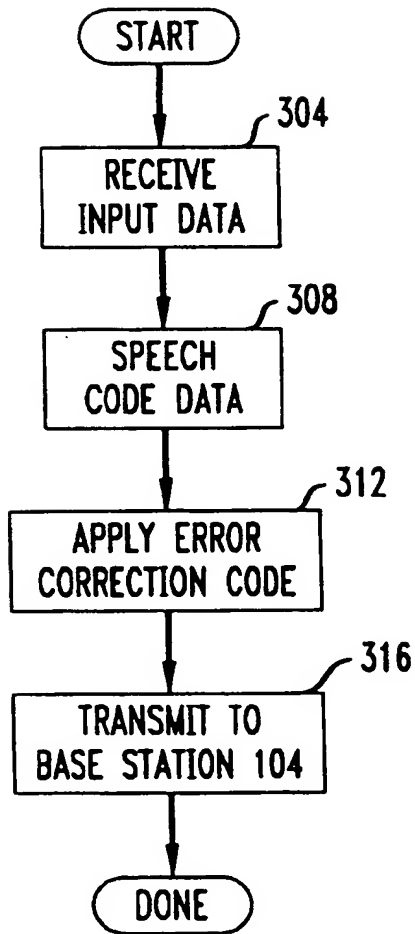 START
304
RECEIVE
INPUT DATA
308
SPEECH
CODE DATA
312
APPLY ERROR
CORRECTION CODE
316
TRANSMIT TO
BASE STATION 104
DONE